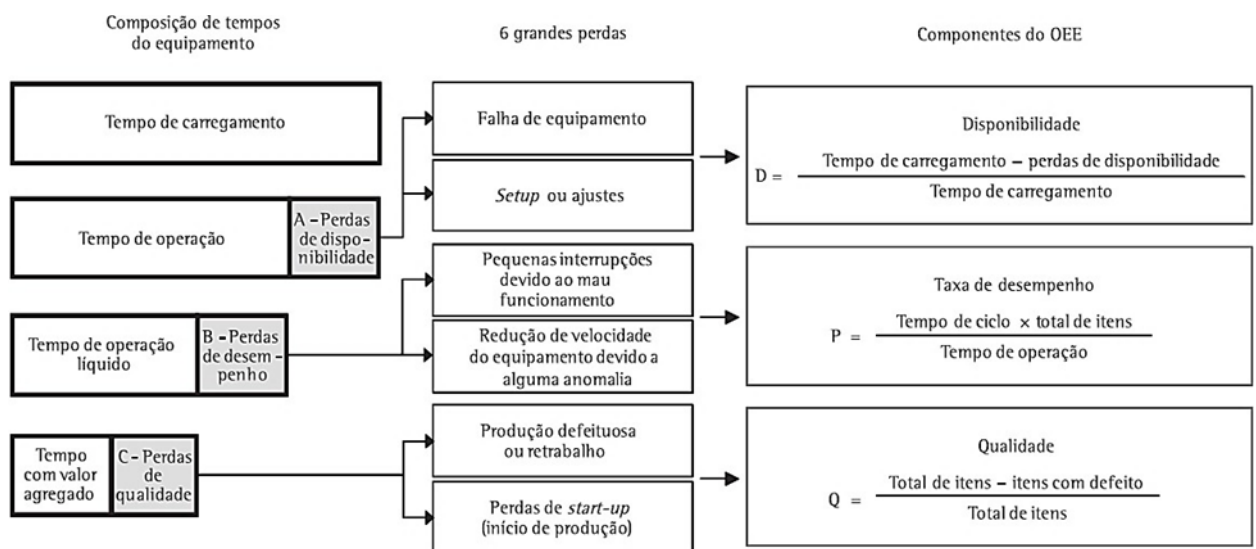 Composição de tempos
do equipamento
6 grandes perdas
Componentes do OEE
Tempo de carregamento
Tempo de operação
A – Perdas
de dispo-
nibilidade
Tempo de operação
líquido
B – Perdas
de desem-
penho
Tempo
com valor
agregado
C – Perdas
de
qualidade
Falha de equipamento
Setup ou ajustes
Pequenas interrupções
devido ao mau
funcionamento
Redução de velocidade
do equipamento devido a
alguma anomalia
Produção defeituosa
ou retrabalho
Perdas de start-up
(início de produção)
Disponibilidade
D = Tempo de carregamento – perdas de disponibilidade
Tempo de carregamento
Taxa de desempenho
P = Tempo de ciclo × total de itens
Tempo de operação
Qualidade
Q = Total de itens – itens com defeito
Total de itens